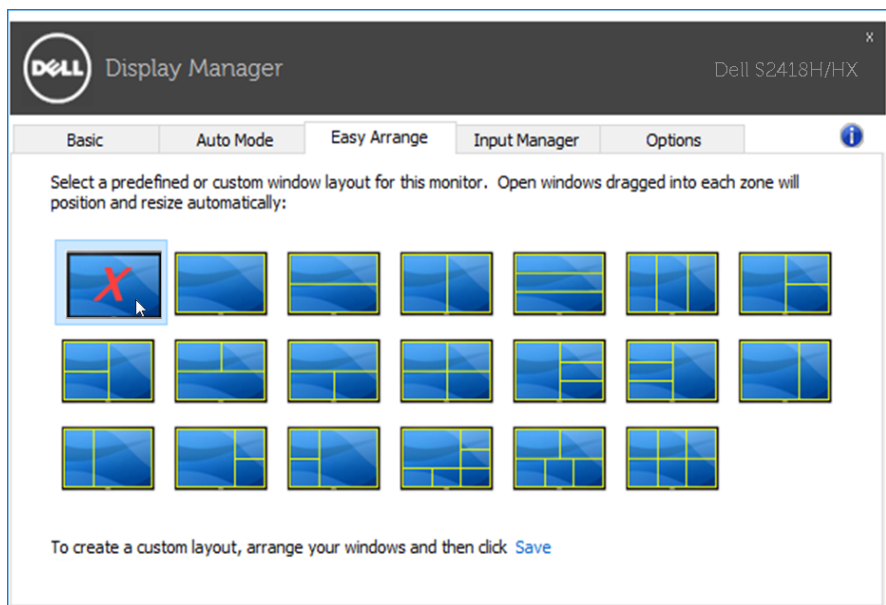 DELL Display Manager
x
Dell S2418H/HX
Basic Auto Mode Easy Arrange Input Manager Options i
Select a predefined or custom window layout for this monitor. Open windows dragged into each zone will
position and resize automatically:
X
To create a custom layout, arrange your windows and then click Save